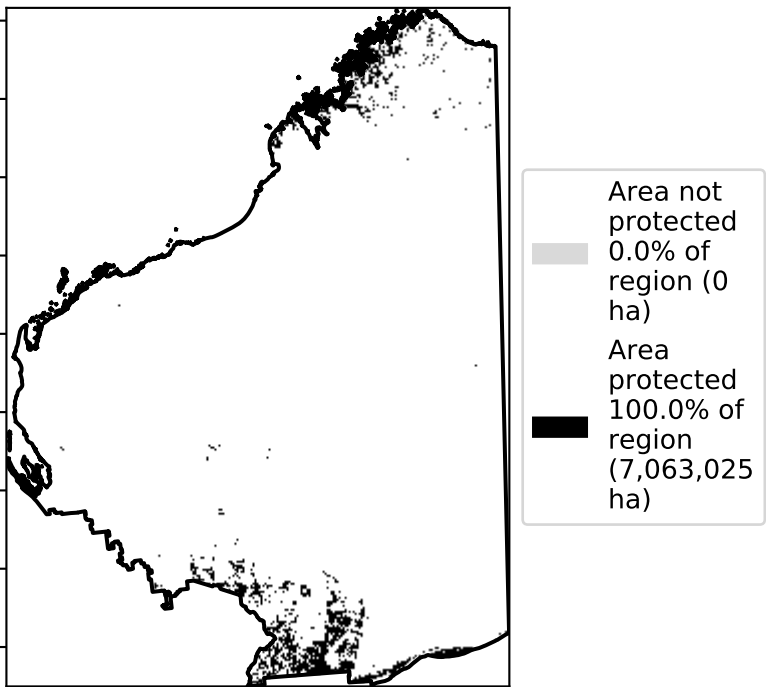 Area not
protected
0.0% of
region (0
ha)
Area
protected
100.0% of
region
(7,063,025
ha)